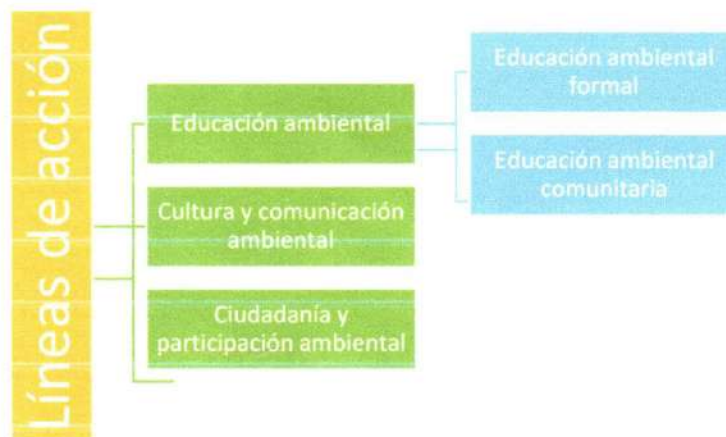 Líneas de acción
Educación ambiental
Cultura y comunicación
ambiental
Ciudadanía y
participación ambiental
Educación ambiental
formal
Educación ambiental
comunitaria